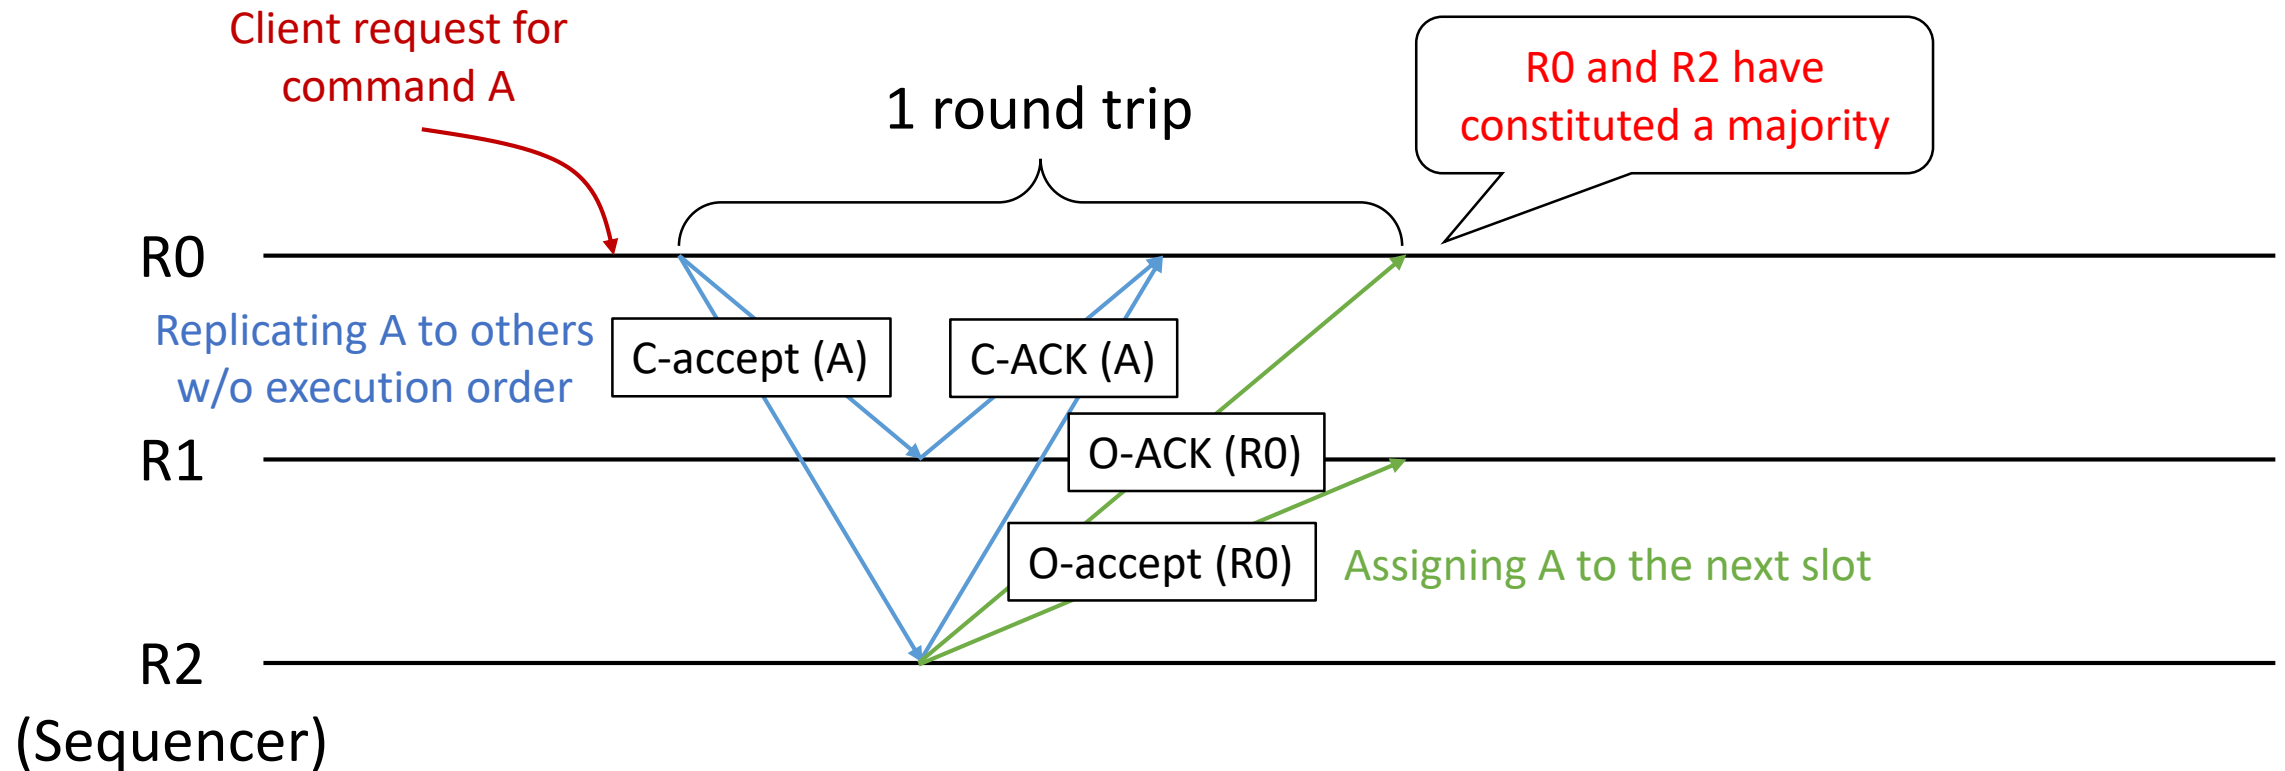 Client request for
command A
1 round trip
R0 and R2 have
constituted a majority
R0
Replicating A to others
w/o execution order
C-accept (A)
C-ACK (A)
R1
O-ACK (R0)
O-accept (R0)
Assigning A to the next slot
R2
(Sequencer)